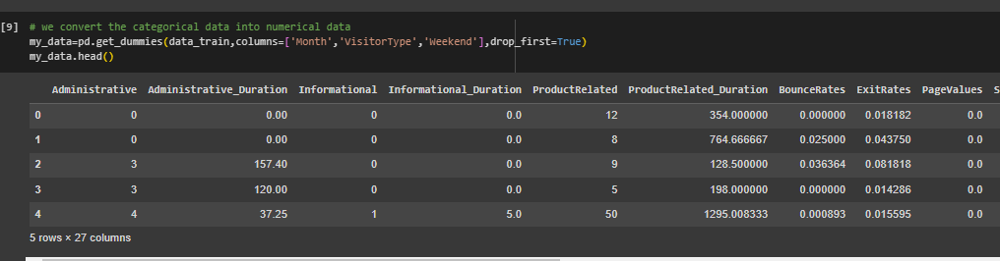 [9] # we convert the categorical data into numerical data
my_data=pd.get_dummies(data_train,columns=['Month','VisitorType','Weekend'],drop_first=True)
my_data.head()
Administrative Administrative_Duration Informational Informational_Duration ProductRelated ProductRelated_Duration BounceRates ExitRates PageValues S
0 0 0.00 0 0.0 12 354.000000 0.000000 0.018182 0.0
1 0 0.00 0 0.0 8 764.666667 0.025000 0.043750 0.0
2 3 157.40 0 0.0 9 128.500000 0.036364 0.081818 0.0
3 3 120.00 0 0.0 5 198.000000 0.000000 0.014286 0.0
4 4 37.25 1 5.0 50 1295.008333 0.000893 0.015595 0.0
5 rows × 27 columns